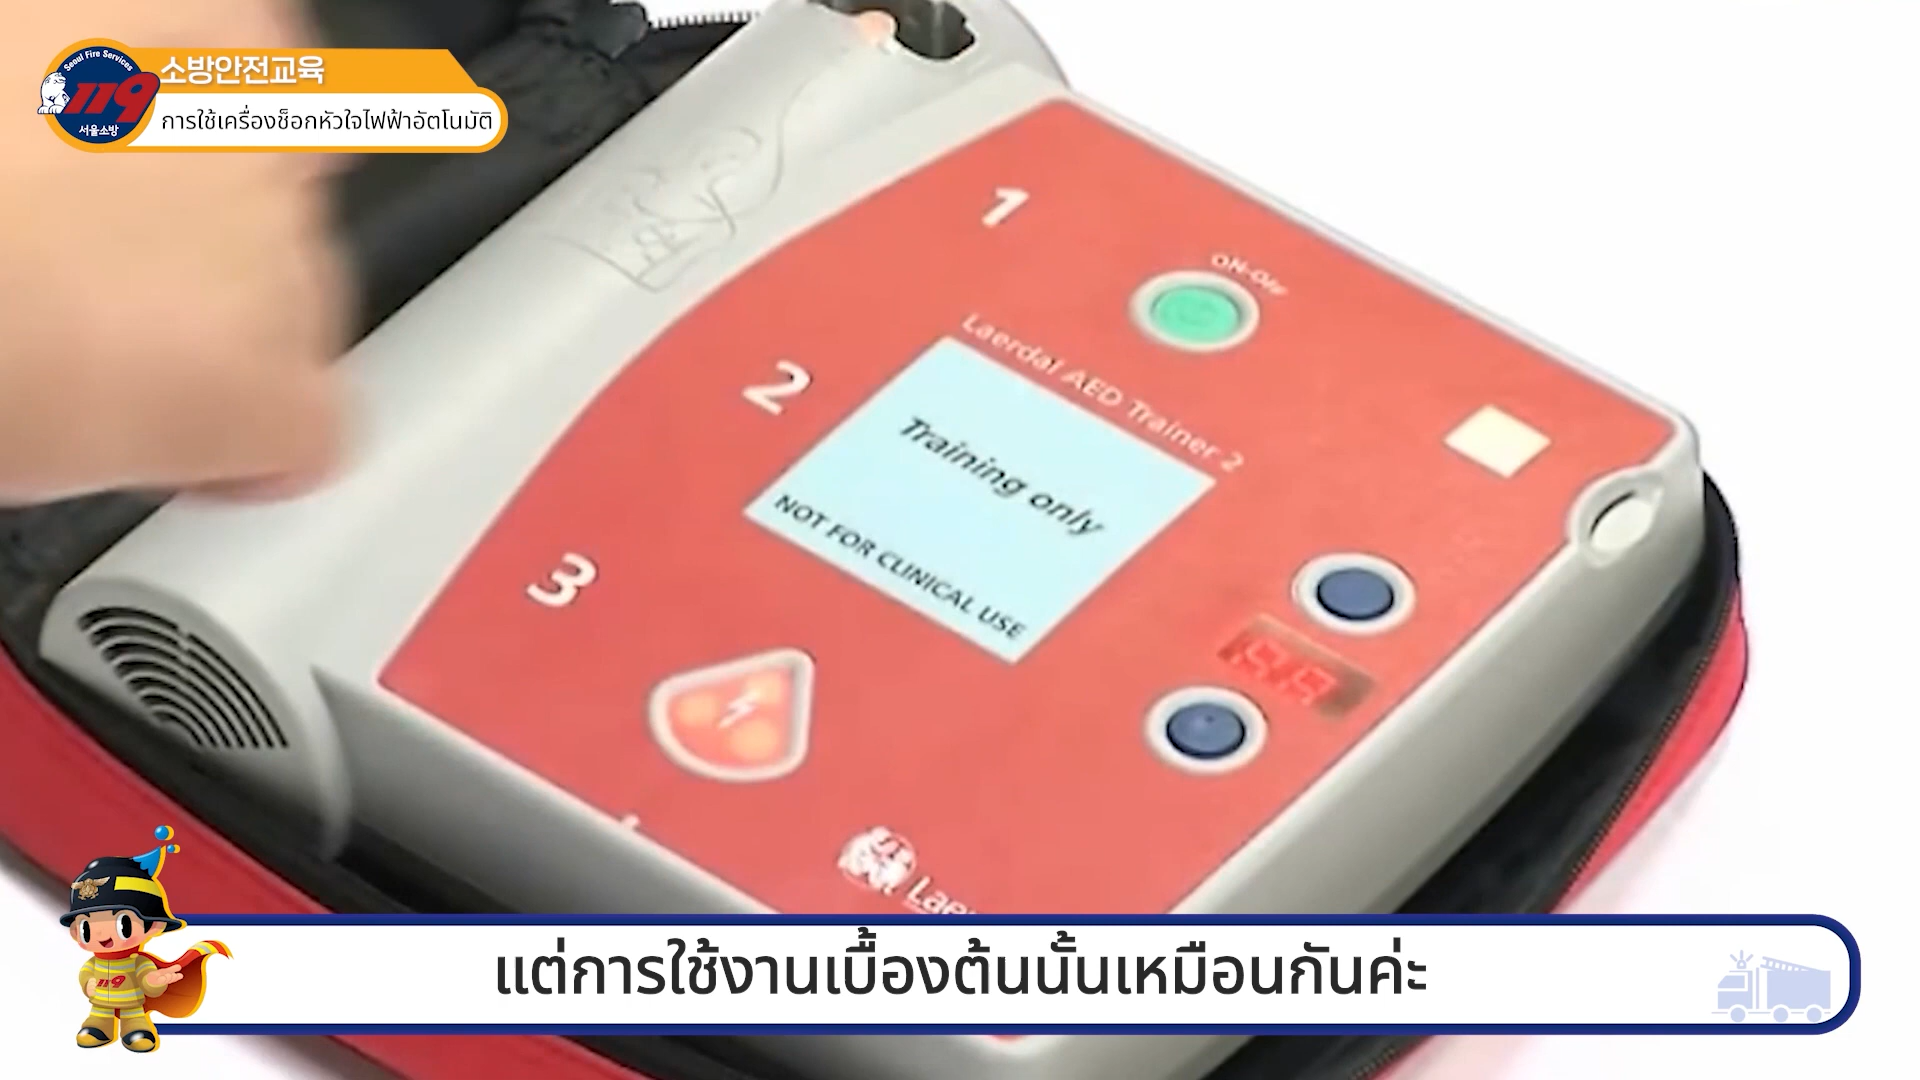 Seoul Fire Services
119
서울소방
소방안전교육
การใช้เครื่องช็อกหัวใจไฟฟ้าอัตโนมัติ
1
ON-OFF
Laerdal AED Trainer 2
2
Training only
NOT FOR CLINICAL USE
3
119
แต่การใช้งานเบื้องต้นนั้นเหมือนกันค่ะ